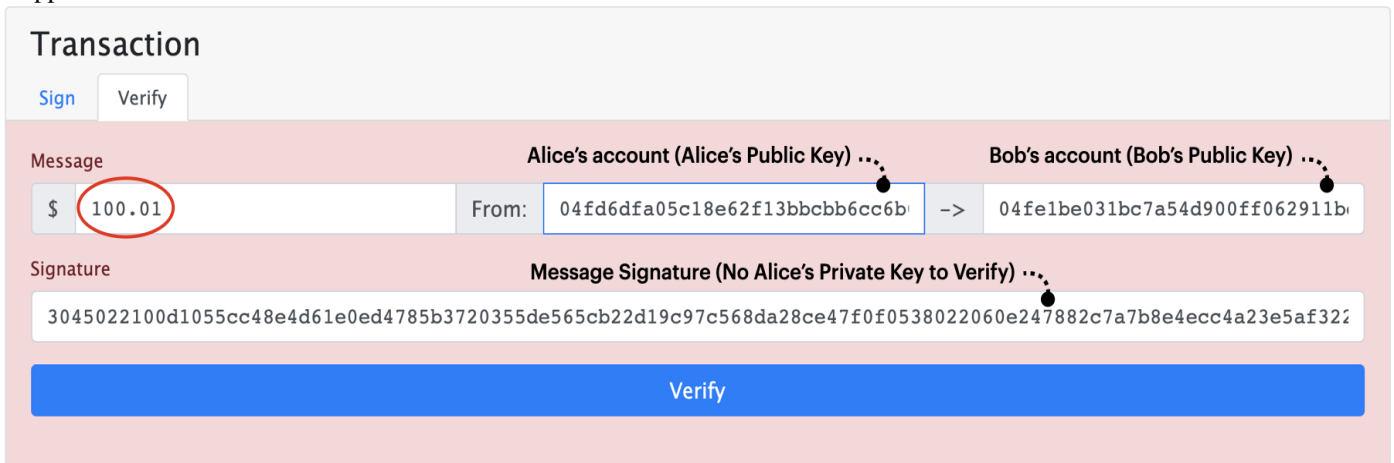 Transaction
Sign Verify
Message Alice's account (Alice's Public Key) Bob's account (Bob's Public Key)
$ 100.01 From: 04fd6dfa05c18e62f13bbcbb6cc6b -> 04fe1be031bc7a54d900ff062911b
Signature Message Signature (No Alice's Private Key to Verify)
3045022100d1055cc48e4d61e0ed4785b3720355de565cb22d19c97c568da28ce47f0f0538022060e247882c7a7b8e4ecc4a23e5af322
Verify